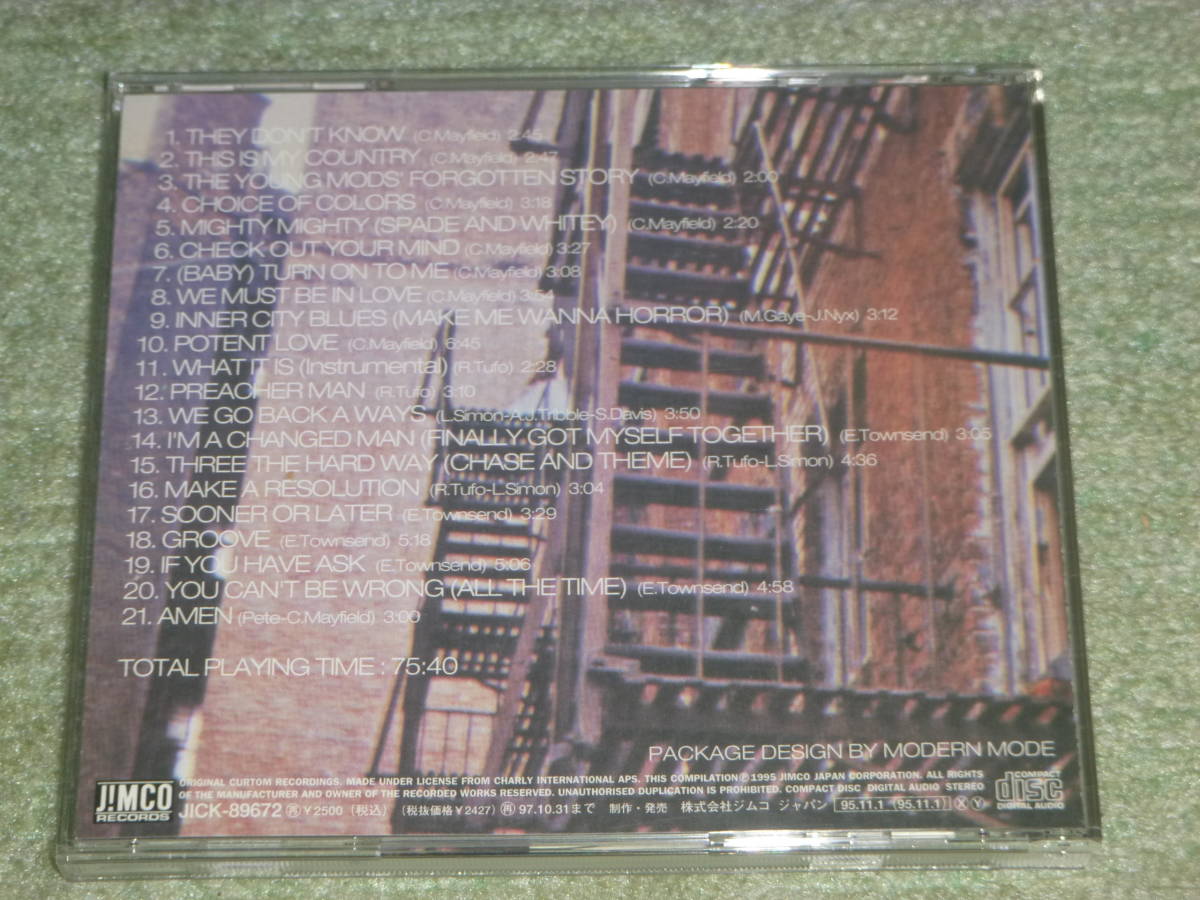 1. THEY DON'T KNOW (C.Mayfield) 2:45
2. THIS IS MY COUNTRY (C.Mayfield) 2:47
3. THE YOUNG MODS' FORGOTTEN STORY (C.Mayfield) 2:00
4. CHOICE OF COLORS (C.Mayfield) 3:18
5. MIGHTY MIGHTY (SPADE AND WHITEY) (C.Mayfield) 2:20
6. CHECK OUT YOUR MIND (C.Mayfield) 3:27
7. (BABY) TURN ON TO ME (C.Mayfield) 3:08
8. WE MUST BE IN LOVE (C.Mayfield) 3:54
9. INNER CITY BLUES (MAKE ME WANNA HORROR) (M.Gaye-J.Nyx) 3:12
10. POTENT LOVE (C.Mayfield) 6:45
11. WHAT IT IS (Instrumental) (R.Tufo) 2:28
12. PREACHER MAN (R.Tufo) 3:10
13. WE GO BACK A WAYS (L.Simon-A.J.Tribble-S.Davis) 3:50
14. I'M A CHANGED MAN (FINALLY GOT MYSELF TOGETHER) (E.Townsend) 3:05
15. THREE THE HARD WAY (CHASE AND THEME) (R.Tufo-L.Simon) 4:36
16. MAKE A RESOLUTION (R.Tufo-L.Simon) 3:04
17. SOONER OR LATER (E.Townsend) 3:29
18. GROOVE (E.Townsend) 5:18
19. IF YOU HAVE ASK (E.Townsend) 5:06
20. YOU CAN'T BE WRONG (ALL THE TIME) (E.Townsend) 4:58
21. AMEN (Pete-C.Mayfield) 3:00
TOTAL PLAYING TIME : 75:40
PACKAGE DESIGN BY MODERN MODE
J!MCO RECORDS
ORIGINAL CURTOM RECORDINGS. MADE UNDER LICENSE FROM CHARLY INTERNATIONAL APS. THIS COMPILATION ℗ 1995 JIMCO JAPAN CORPORATION. ALL RIGHTS
OF THE MANUFACTURER AND OWNER OF THE RECORDED WORKS RESERVED. UNAUTHORISED DUPLICATION IS PROHIBITED. COMPACT DISC DIGITAL AUDIO STEREO
JICK-89672 ㊠ ¥2500 (税込) (税抜価格¥2427) ㊠ 97.10.31まで 制作・発売 株式会社ジムコ ジャパン 95.11.1 (95.11.1) Ⓧ Ⓨ
COMPACT disc DIGITAL AUDIO